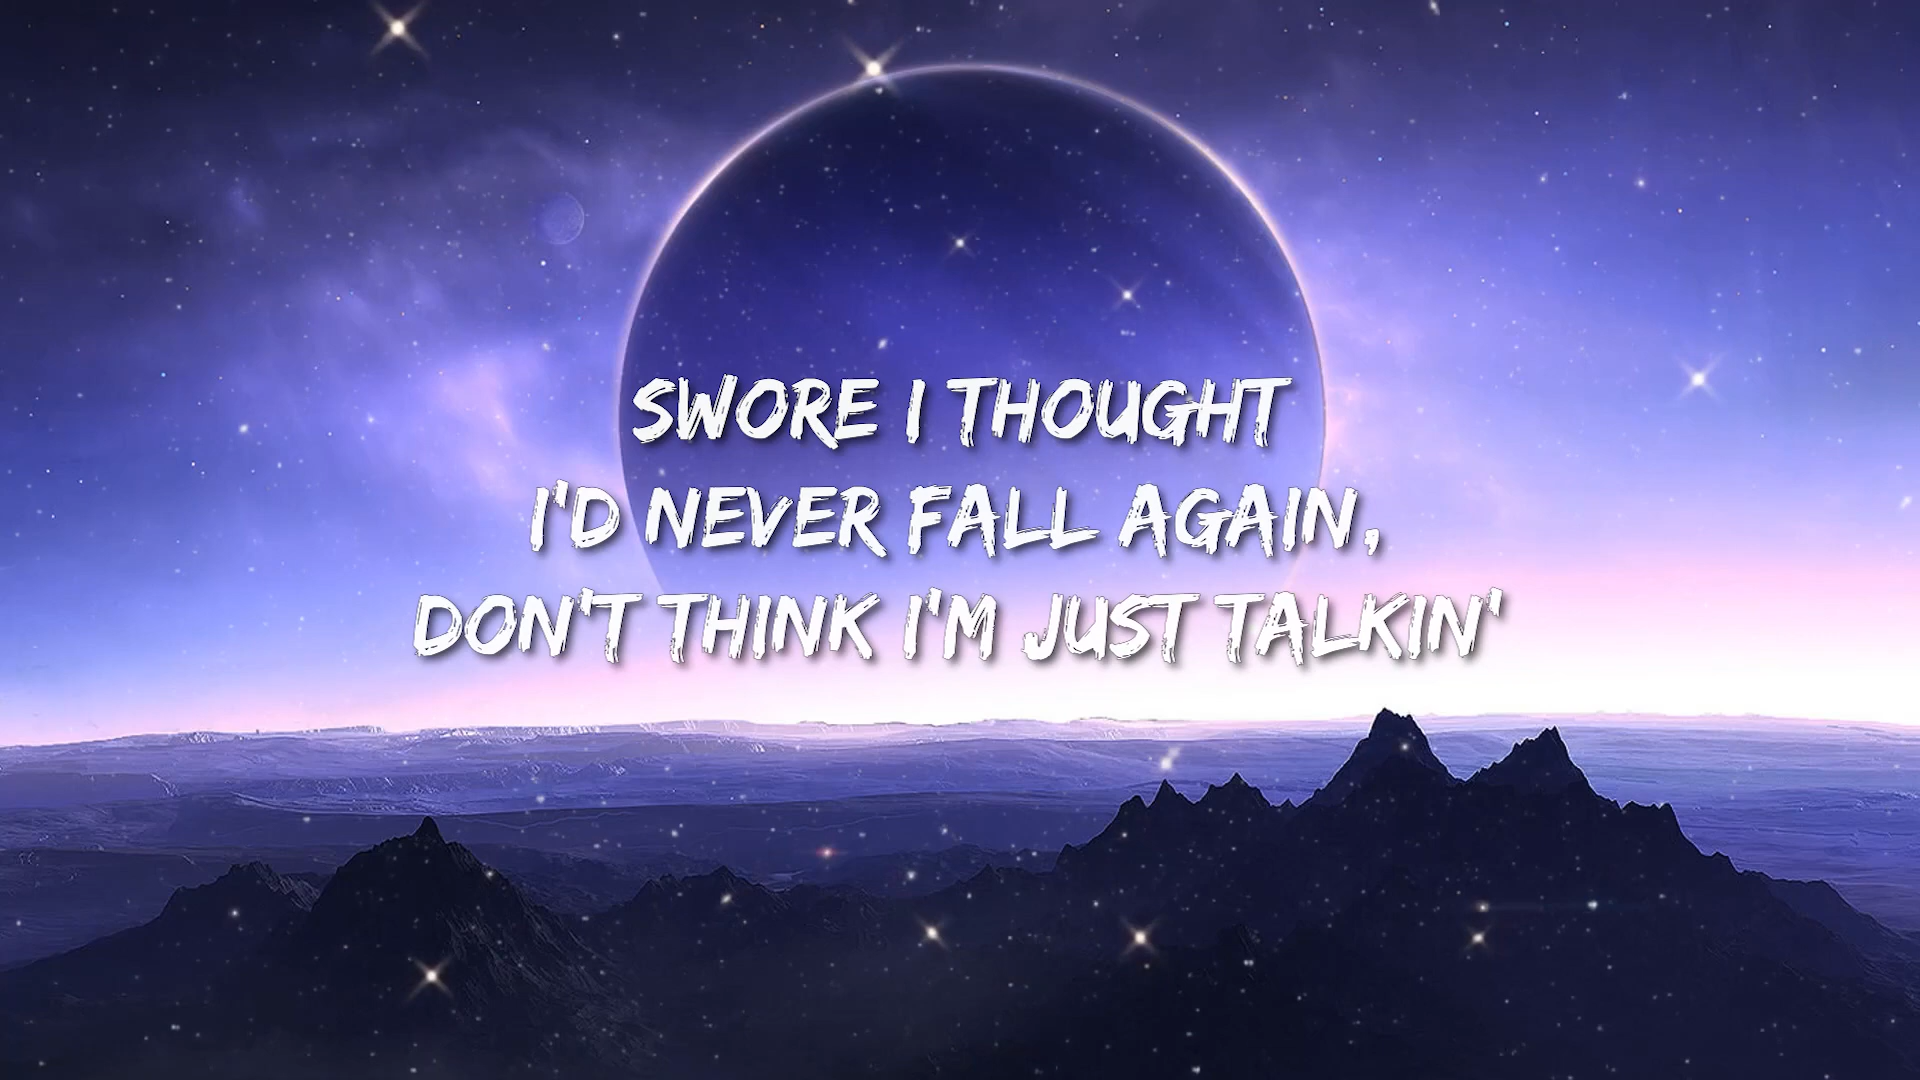 SWORE I THOUGHT
I'D NEVER FALL AGAIN,
DON'T THINK I'M JUST TALKIN'